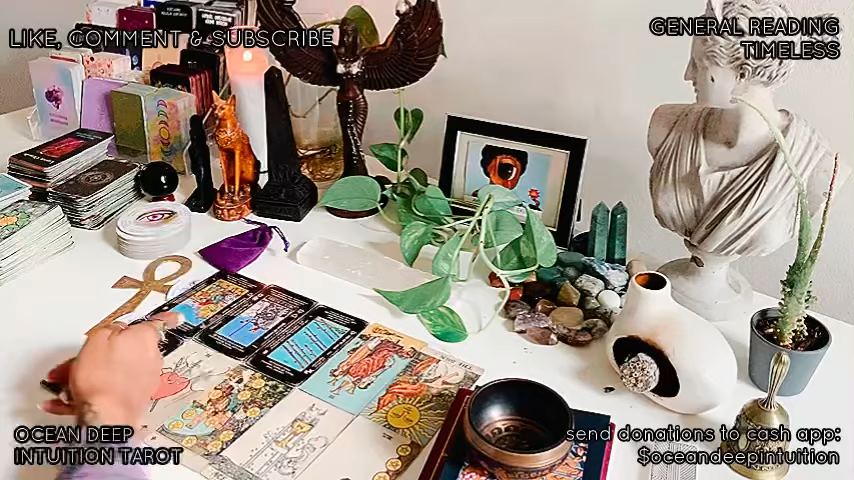 LIKE, COMMENT & SUBSCRIBE
GENERAL READING
TIMELESS
OCEAN DEEP
INTUITION TAROT
send donations to cash app:
$oceandeepintuition